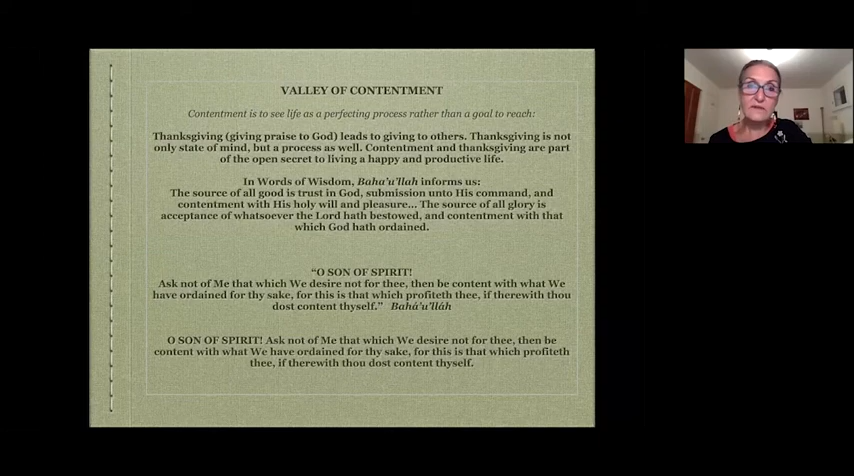 VALLEY OF CONTENTMENT
Contentment is to see life as a perfecting process rather than a goal to reach:
Thanksgiving (giving praise to God) leads to giving to others. Thanksgiving is not
only state of mind, but a process as well. Contentment and thanksgiving are part
of the open secret to living a happy and productive life.
In Words of Wisdom, Baha'u'llah informs us:
The source of all good is trust in God, submission unto His command, and
contentment with His holy will and pleasure... The source of all glory is
acceptance of whatsoever the Lord hath bestowed, and contentment with that
which God hath ordained.
“O SON OF SPIRIT!
Ask not of Me that which We desire not for thee, then be content with what We
have ordained for thy sake, for this is that which profiteth thee, if therewith thou
dost content thyself.” Bahá'u'lláh
O SON OF SPIRIT! Ask not of Me that which We desire not for thee, then be
content with what We have ordained for thy sake, for this is that which profiteth
thee, if therewith thou dost content thyself.